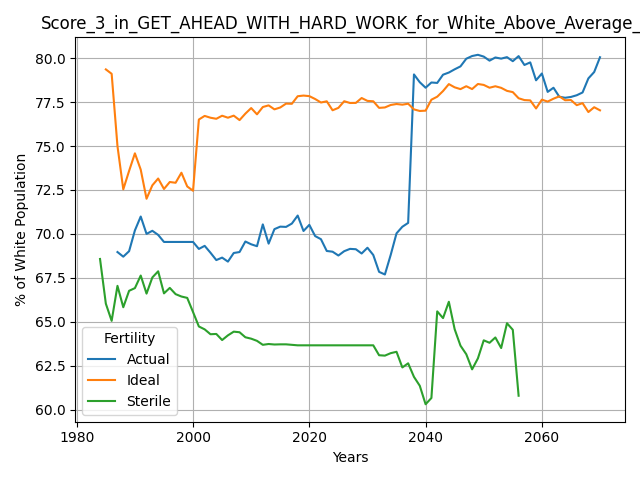 Score_3_in_GET_AHEAD_WITH_HARD_WORK_for_White_Above_Average_
80.0
77.5
75.0
72.5
70.0
67.5
65.0
62.5
60.0
% of White Population
Fertility
Actual
Ideal
Sterile
1980 2000 2020 2040 2060
Years